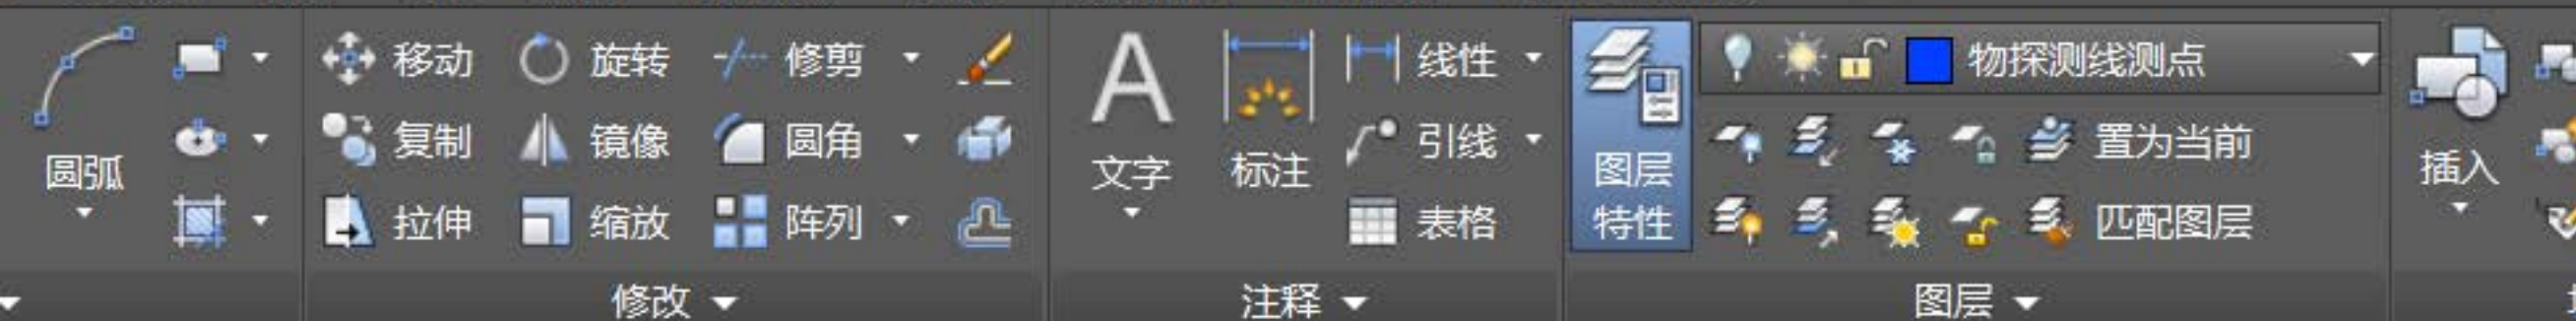 移动 旋转 修剪 线性 物探测线测点
圆弧 复制 镜像 圆角 文字 标注 引线 图层 特性 置为当前 插入
拉伸 缩放 阵列 表格 匹配图层
修改 注释 图层